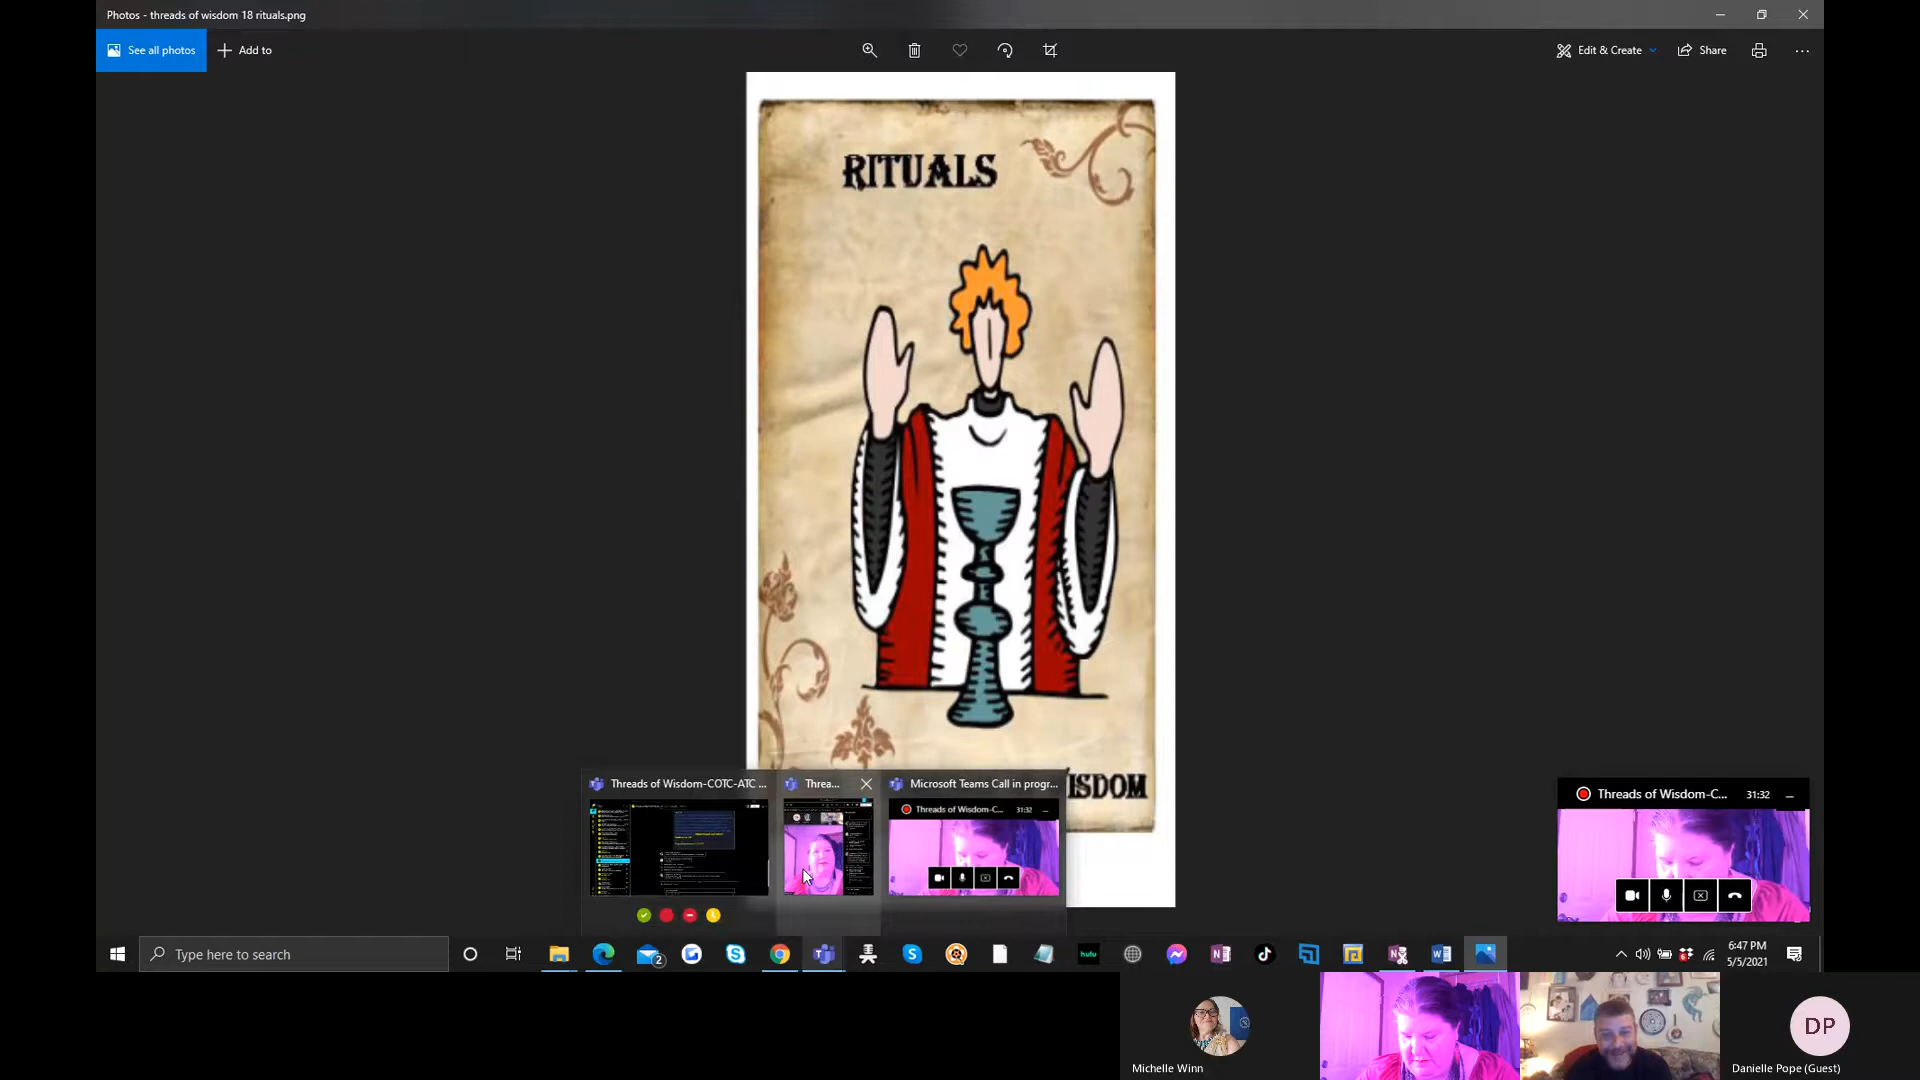 Photos - threads of wisdom 18 rituals.png
See all photos
Add to
Edit & Create
Share
RITUALS
ISDOM
Threads of Wisdom-COTC-ATC ...
Threa...
Microsoft Teams Call in progr...
Threads of Wisdom-C...
31:32
Threads of Wisdom-C...
31:32
Type here to search
2
hulu
6:47 PM
5/5/2021
DP
Michelle Winn
Danielle Pope (Guest)